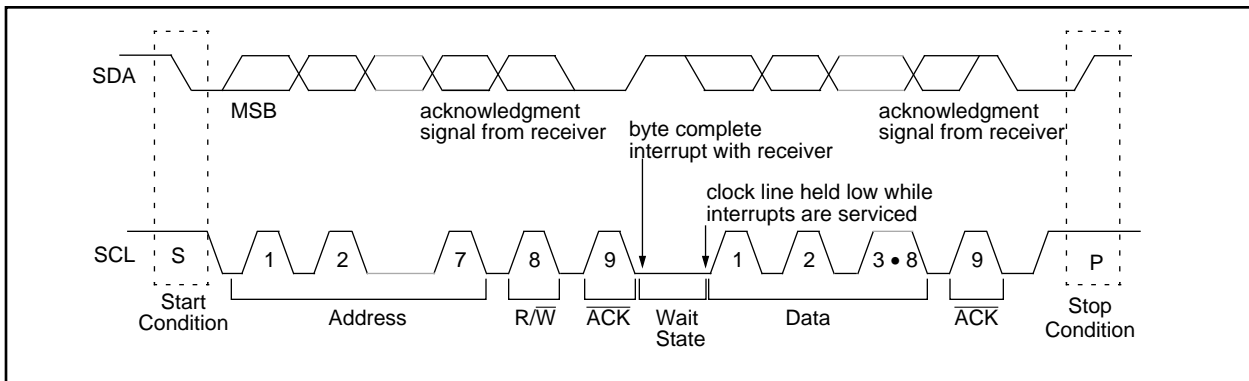 SDA
MSB
acknowledgment
signal from receiver
acknowledgment
signal from receiver
byte complete
interrupt with receiver
clock line held low while
interrupts are serviced
SCL
S
1
2
7
8
9
1
2
3 • 8
9
P
Start
Condition
Address
R/W̅
A̅C̅K̅
Wait
State
Data
A̅C̅K̅
Stop
Condition